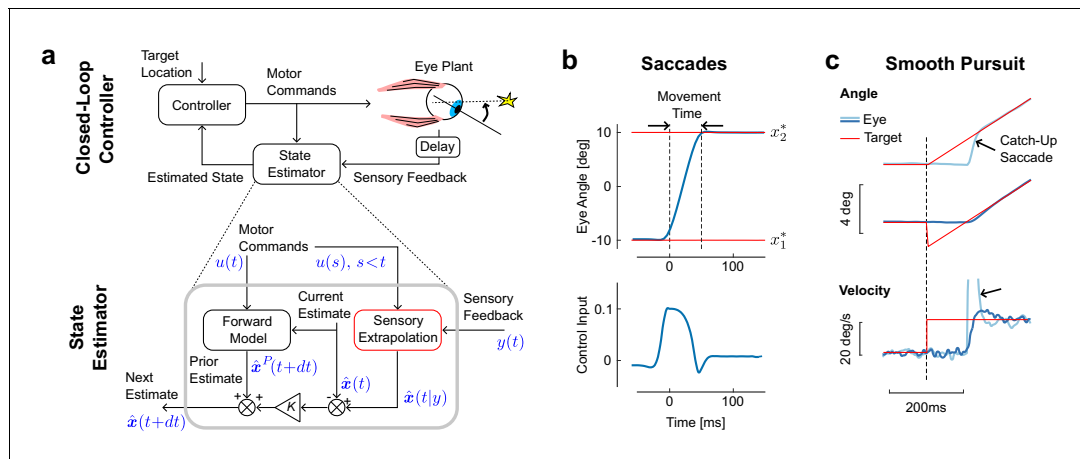 a
Closed-Loop
Controller
Target
Location
Controller
Motor
Commands
Eye Plant
Delay
State
Estimator
Estimated State
Sensory Feedback
State
Estimator
Motor
Commands
u(t)
u(s), s<t
Current
Estimate
Sensory
Feedback
Forward
Model
Sensory
Extrapolation
y(t)
Prior
Estimate
x̂ᴾ(t+dt)
x̂(t)
x̂(t|y)
Next
Estimate
x̂(t+dt)
+
+
K
-
+
b
Saccades
Movement
Time
Eye Angle [deg]
10
0
-10
x₂*
x₁*
0
100
Control Input
0.1
0
0
100
Time [ms]
c
Smooth Pursuit
Angle
Eye
Target
Catch-Up
Saccade
4 deg
Velocity
20 deg/s
200ms